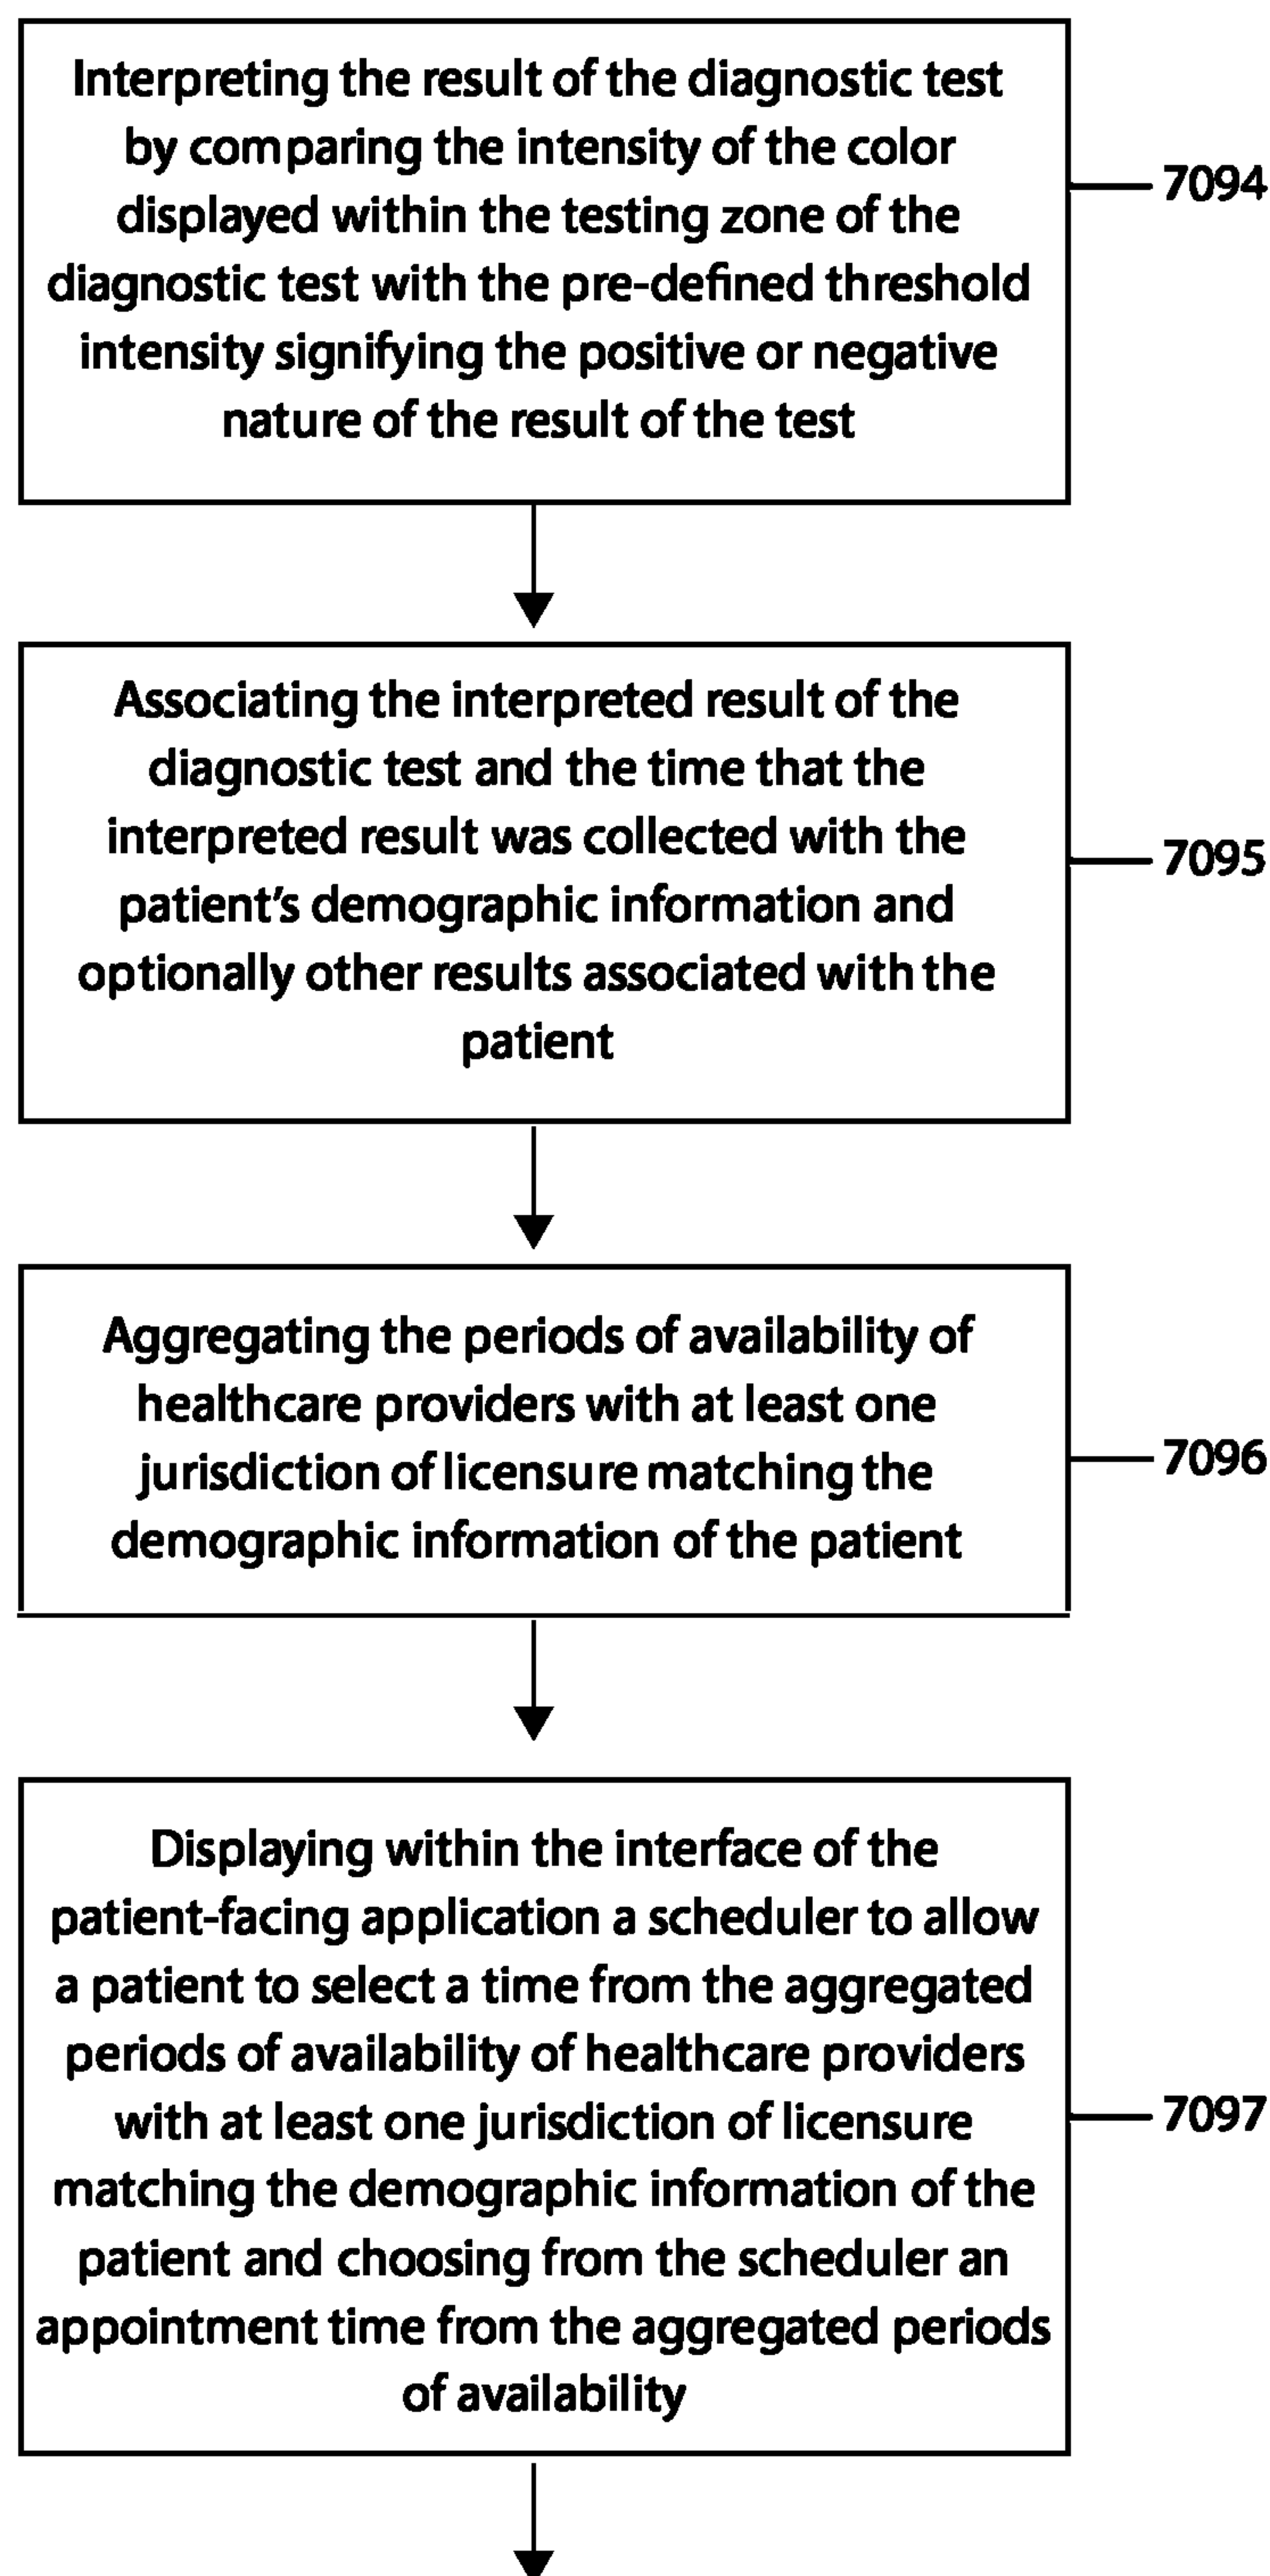 Interpreting the result of the diagnostic test
by comparing the intensity of the color
displayed within the testing zone of the
diagnostic test with the pre-defined threshold
intensity signifying the positive or negative
nature of the result of the test
7094
Associating the interpreted result of the
diagnostic test and the time that the
interpreted result was collected with the
patient’s demographic information and
optionally other results associated with the
patient
7095
Aggregating the periods of availability of
healthcare providers with at least one
jurisdiction of licensure matching the
demographic information of the patient
7096
Displaying within the interface of the
patient-facing application a scheduler to allow
a patient to select a time from the aggregated
periods of availability of healthcare providers
with at least one jurisdiction of licensure
matching the demographic information of the
patient and choosing from the scheduler an
appointment time from the aggregated periods
of availability
7097